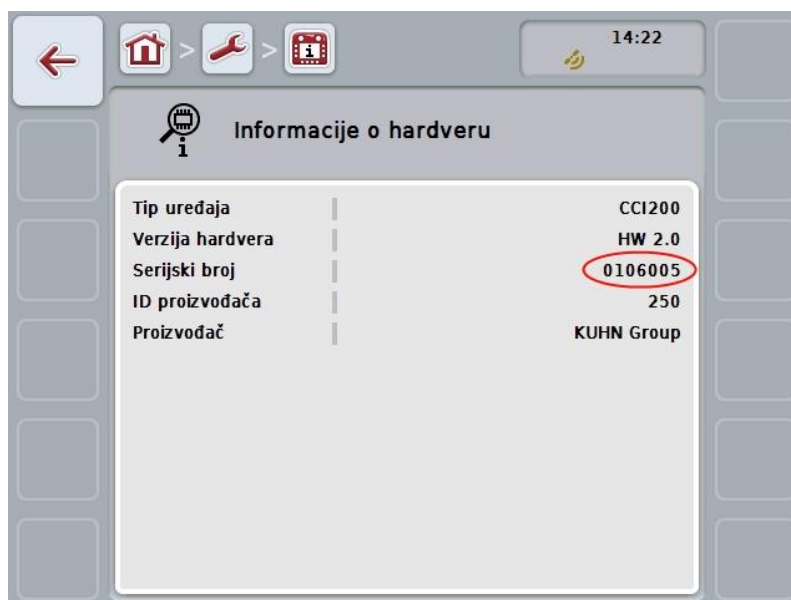 14:22
Informacije o hardveru
Tip uređaja CCI200
Verzija hardvera HW 2.0
Serijski broj 0106005
ID proizvođača 250
Proizvođač KUHN Group